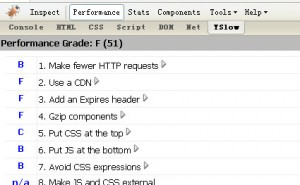 Inspect Performance Stats Components Tools Help
Console HTML CSS Script DOM Net YSlow
Performance Grade: F (51)
B 1. Make fewer HTTP requests
F 2. Use a CDN
F 3. Add an Expires header
F 4. Gzip components
C 5. Put CSS at the top
B 6. Put JS at the bottom
B 7. Avoid CSS expressions
n/a 8. Make JS and CSS external